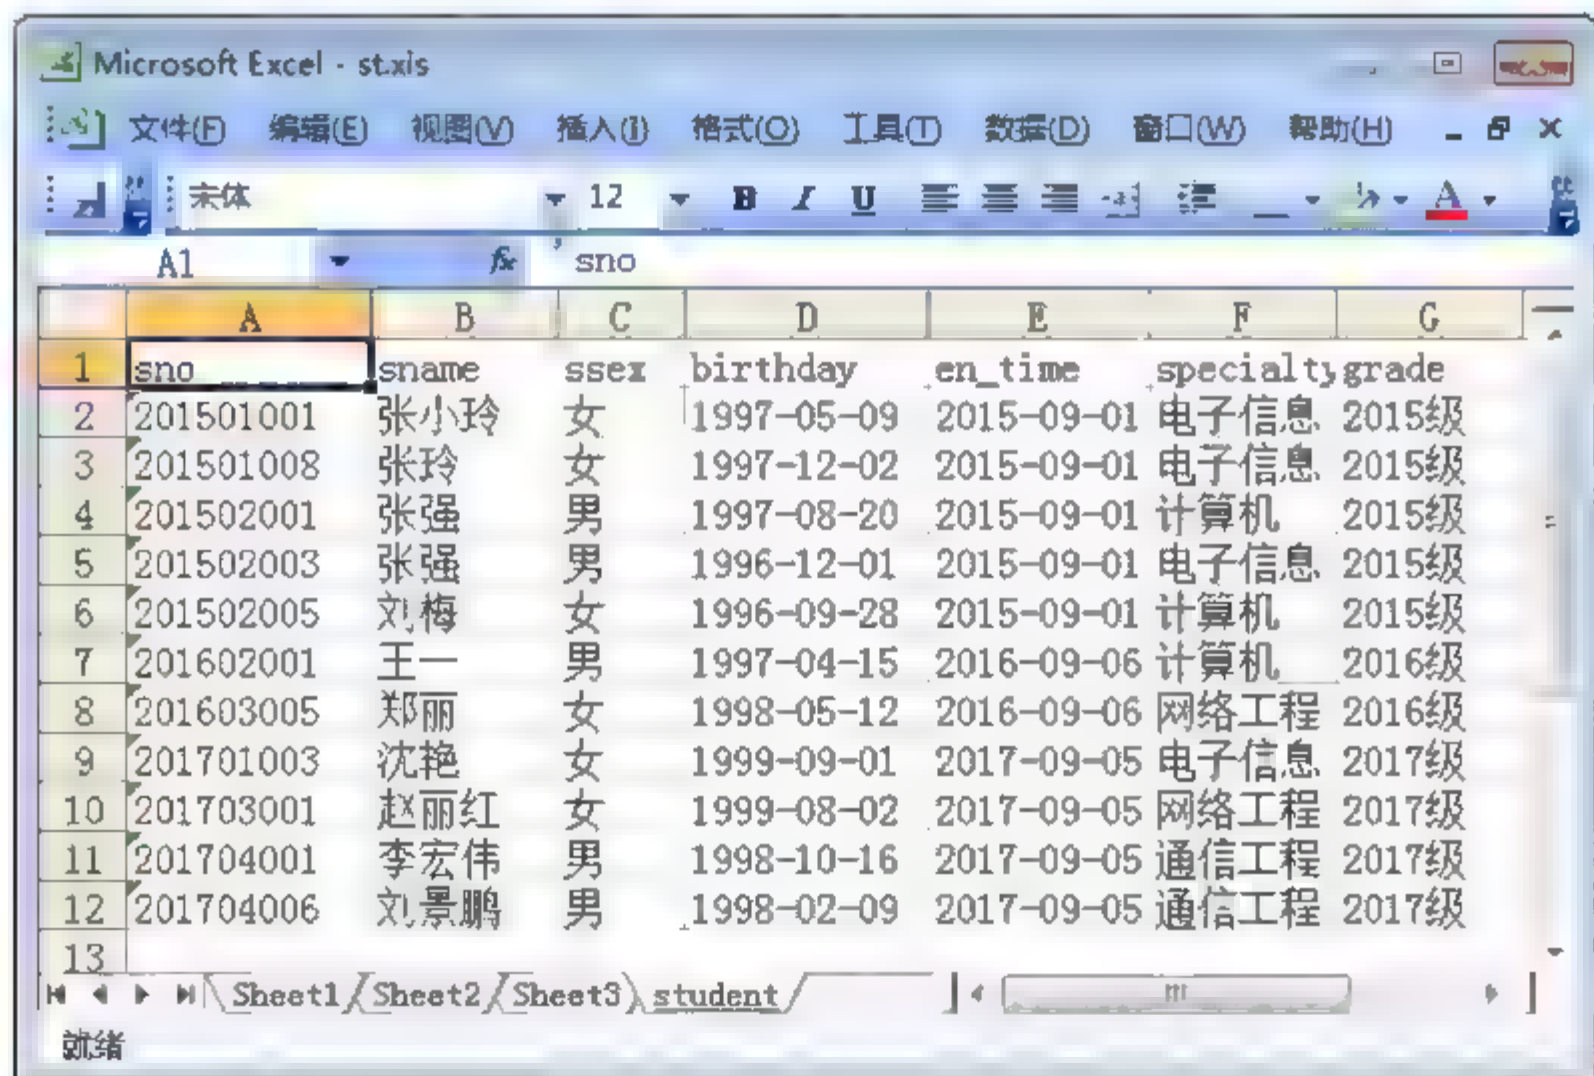 Microsoft Excel - st.xls
文件(F) 编辑(E) 视图(V) 插入(I) 格式(O) 工具(T) 数据(D) 窗口(W) 帮助(H)
宋体 12 B I U A
A1 fx sno
A B C D E F G
1 sno sname ssex birthday en_time specialty grade
2 201501001 张小玲 女 1997-05-09 2015-09-01 电子信息 2015级
3 201501008 张玲 女 1997-12-02 2015-09-01 电子信息 2015级
4 201502001 张强 男 1997-08-20 2015-09-01 计算机 2015级
5 201502003 张强 男 1996-12-01 2015-09-01 电子信息 2015级
6 201502005 刘梅 女 1996-09-28 2015-09-01 计算机 2015级
7 201602001 王一 男 1997-04-15 2016-09-06 计算机 2016级
8 201603005 郑丽 女 1998-05-12 2016-09-06 网络工程 2016级
9 201701003 沈艳 女 1999-09-01 2017-09-05 电子信息 2017级
10 201703001 赵丽红 女 1999-08-02 2017-09-05 网络工程 2017级
11 201704001 李宏伟 男 1998-10-16 2017-09-05 通信工程 2017级
12 201704006 刘景鹏 男 1998-02-09 2017-09-05 通信工程 2017级
13
Sheet1 Sheet2 Sheet3 student
就绪